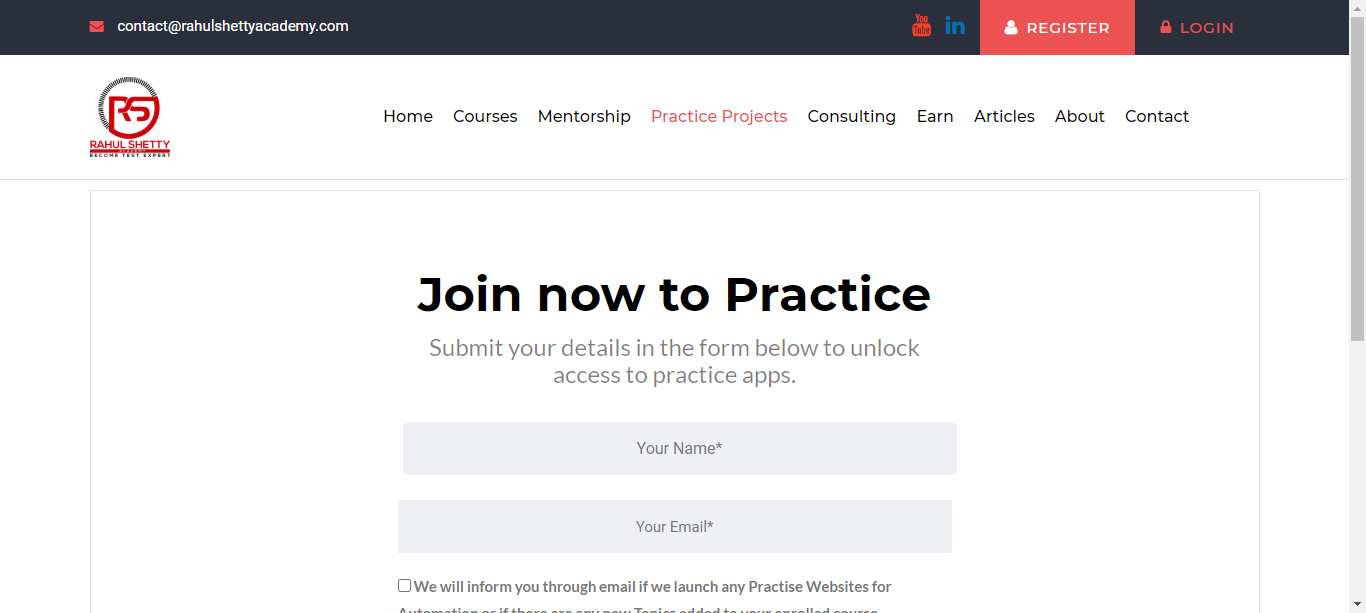 contact@rahulshettyacademy.com
You
Tube
in
REGISTER
LOGIN
RS
RAHUL SHETTY
ACADEMY
BECOME TEST EXPERT
Home Courses Mentorship Practice Projects Consulting Earn Articles About Contact
Join now to Practice
Submit your details in the form below to unlock
access to practice apps.
Your Name*
Your Email*
We will inform you through email if we launch any Practise Websites for
Automation or if there are any new Topics added to your enrolled course